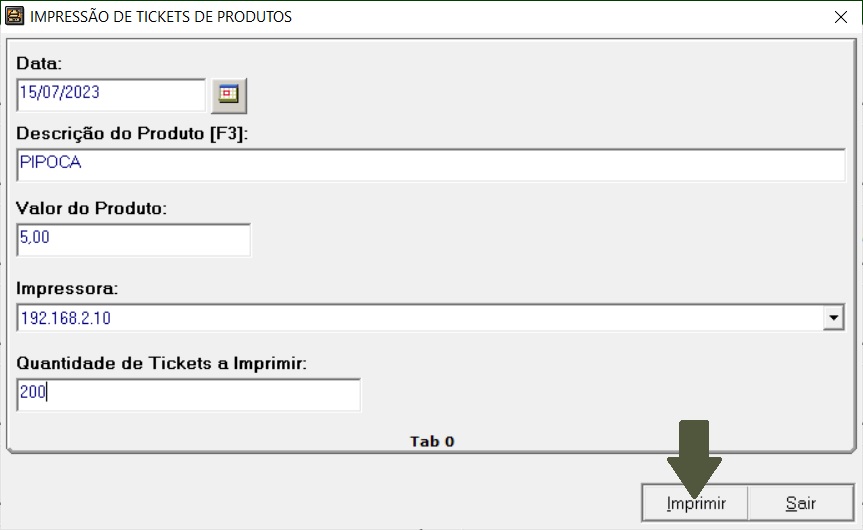 IMPRESSÃO DE TICKETS DE PRODUTOS
Data:
15/07/2023
Descrição do Produto [F3]:
PIPOCA
Valor do Produto:
5,00
Impressora:
192.168.2.10
Quantidade de Tickets a Imprimir:
200
Tab 0
Imprimir Sair